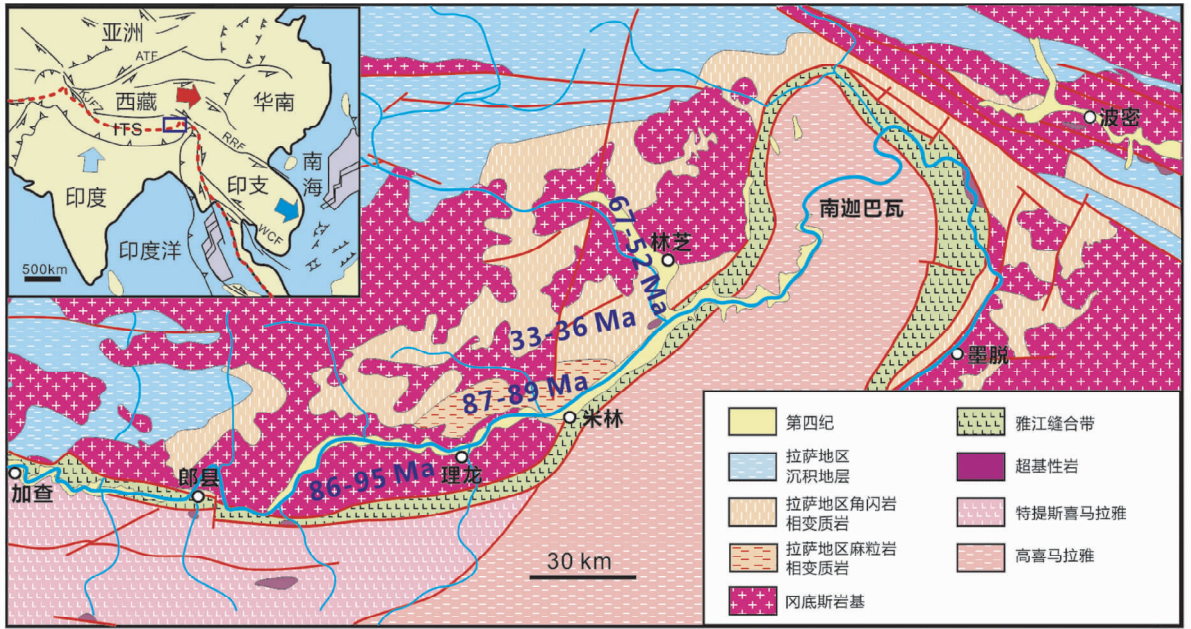 亚洲
ATF
西藏
华南
JFZ
ITS
RRF
南海
印度
印支
WCF
印度洋
500km
波密
南迦巴瓦
67-52 Ma
林芝
33-36 Ma
墨脱
87-89 Ma
米林
86-95 Ma
理龙
郎县
加查
30 km
第四纪
拉萨地区
沉积地层
拉萨地区角闪岩
相变质岩
拉萨地区麻粒岩
相变质岩
冈底斯岩基
雅江缝合带
超基性岩
特提斯喜马拉雅
高喜马拉雅